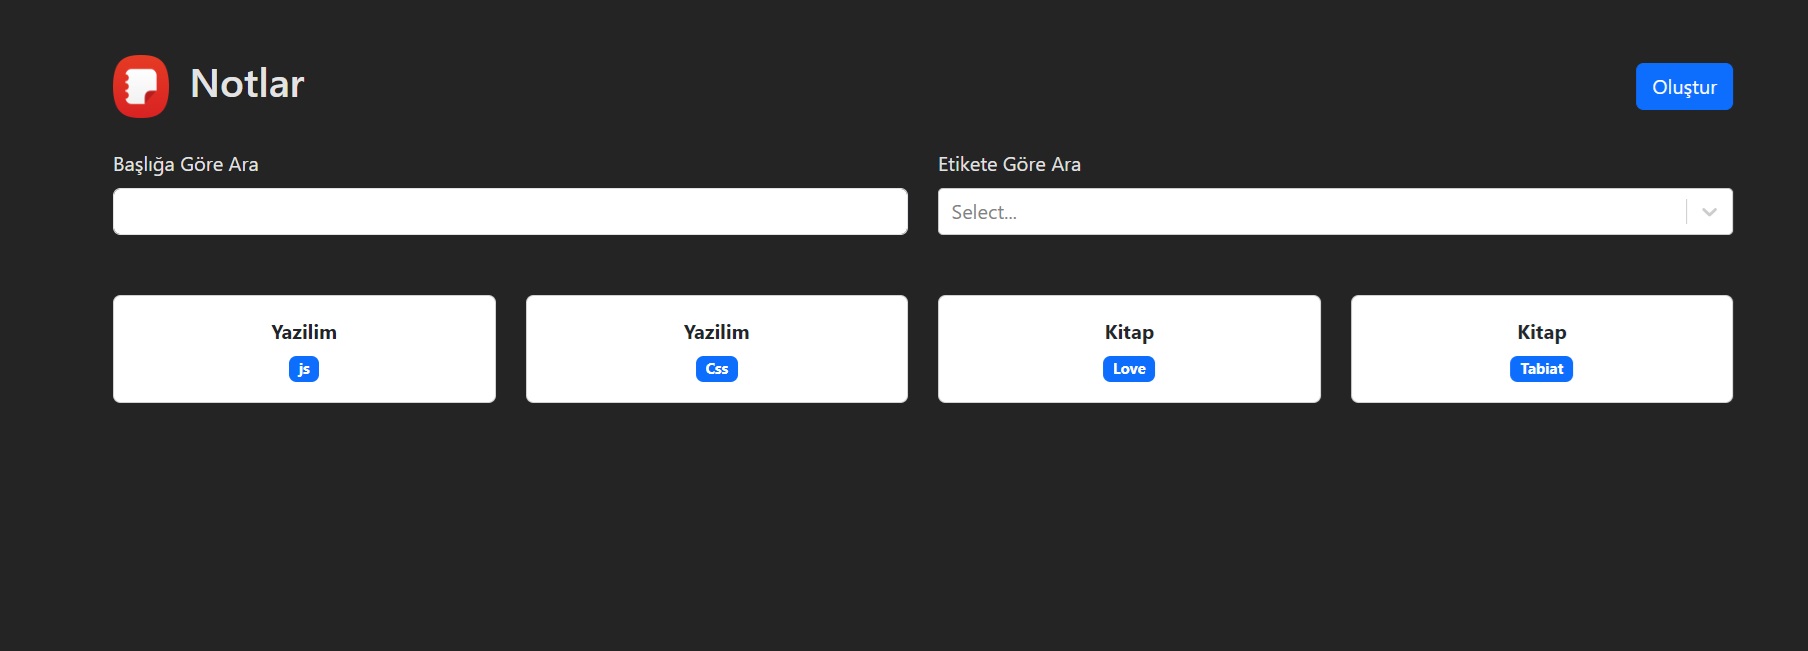 Notlar
Oluştur
Başlığa Göre Ara
Etikete Göre Ara
Select...
Yazilim
js
Yazilim
Css
Kitap
Love
Kitap
Tabiat